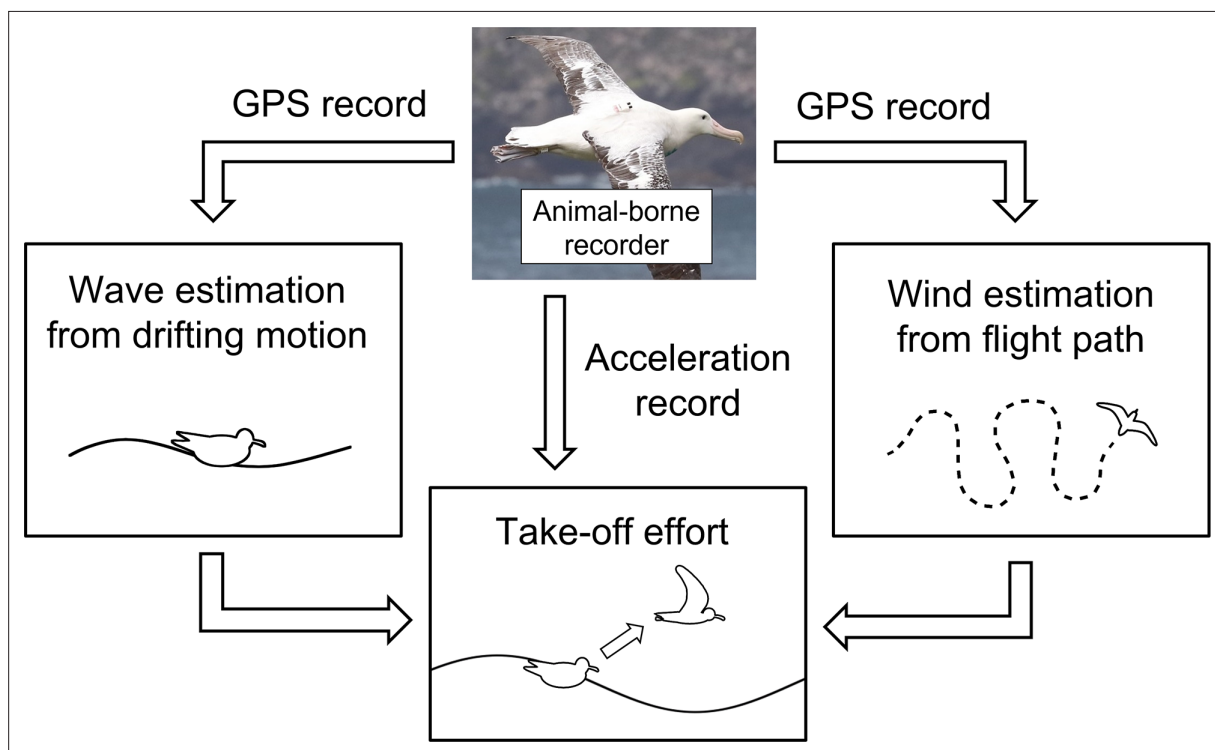 GPS record
GPS record
Animal-borne
recorder
Wave estimation
from drifting motion
Acceleration
record
Wind estimation
from flight path
Take-off effort